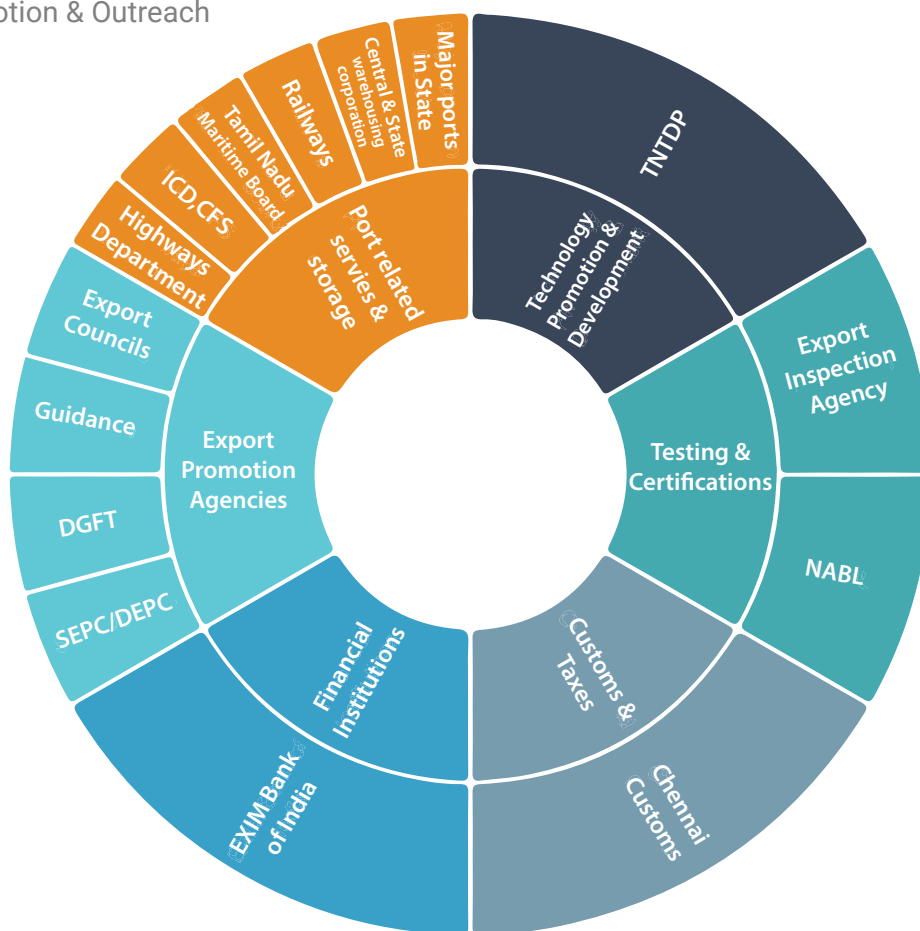 otion & Outreach
Major ports
in State
Central & State
warehousing
corporation
Railways
Tamil Nadu
Maritime Board
ICD,CFS
Highways
Department
Port related
servies &
storage
TNTDP
Technology
Promotion &
Development
Export
Inspection
Agency
NABL
Testing &
Certifications
Customs &
Taxes
Chennai
Customs
Financial
Institutions
EXIM Bank
of India
Export
Promotion
Agencies
Export
Councils
Guidance
DGFT
SEPC/DEPC